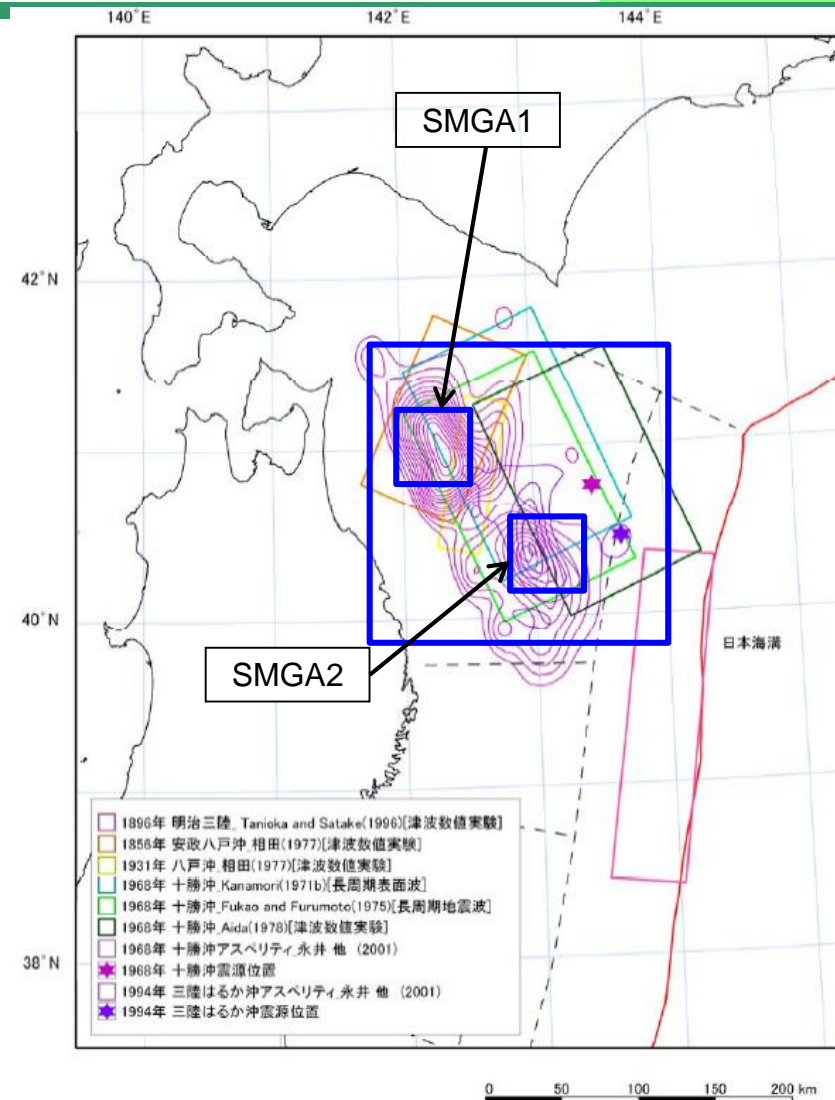 140°E 142°E 144°E
SMGA1
42°N
40°N
日本海溝
SMGA2
1896年 明治三陸_Tanioka and Satake(1996)[津波数値実験]
1856年 安政八戸沖_相田(1977)[津波数値実験]
1931年 八戸沖_相田(1977)[津波数値実験]
1968年 十勝沖_Kanamori(1971b)[長周期表面波]
1968年 十勝沖_Fukao and Furumoto(1975)[長周期地震波]
1968年 十勝沖_Aida(1978)[津波数値実験]
1968年 十勝沖アスペリティ_永井 他 (2001)
1968年 十勝沖震源位置
1994年 三陸はるか沖アスペリティ_永井 他 (2001)
1994年 三陸はるか沖震源位置
38°N
0 50 100 150 200 km